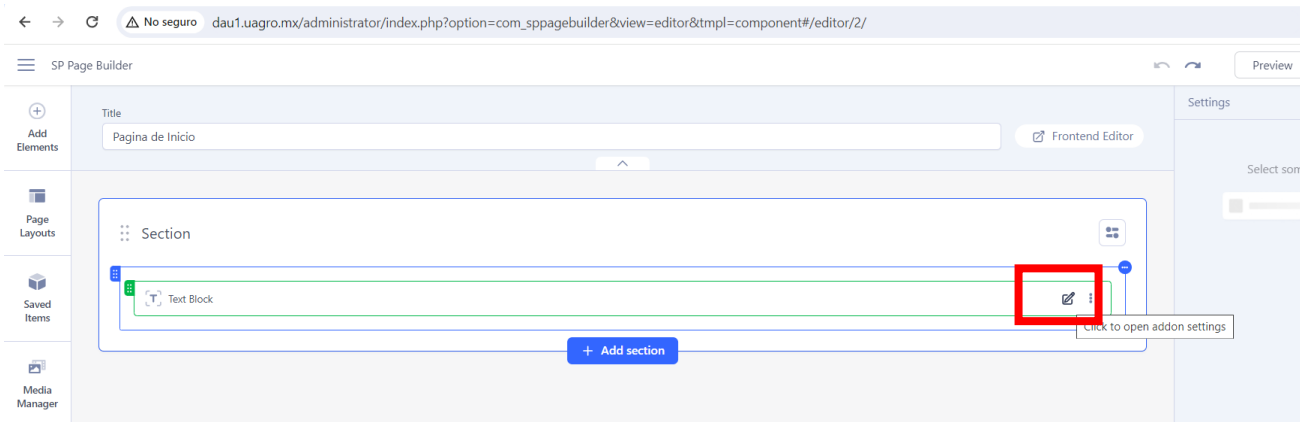 No seguro dau1.uagro.mx/administrator/index.php?option=com_sppagebuilder&view=editor&tmpl=component#/editor/2/
SP Page Builder
Preview
Settings
Add
Elements
Title
Pagina de Inicio
Frontend Editor
Select som
Page
Layouts
Section
Saved
Items
Text Block
Click to open addon settings
+ Add section
Media
Manager